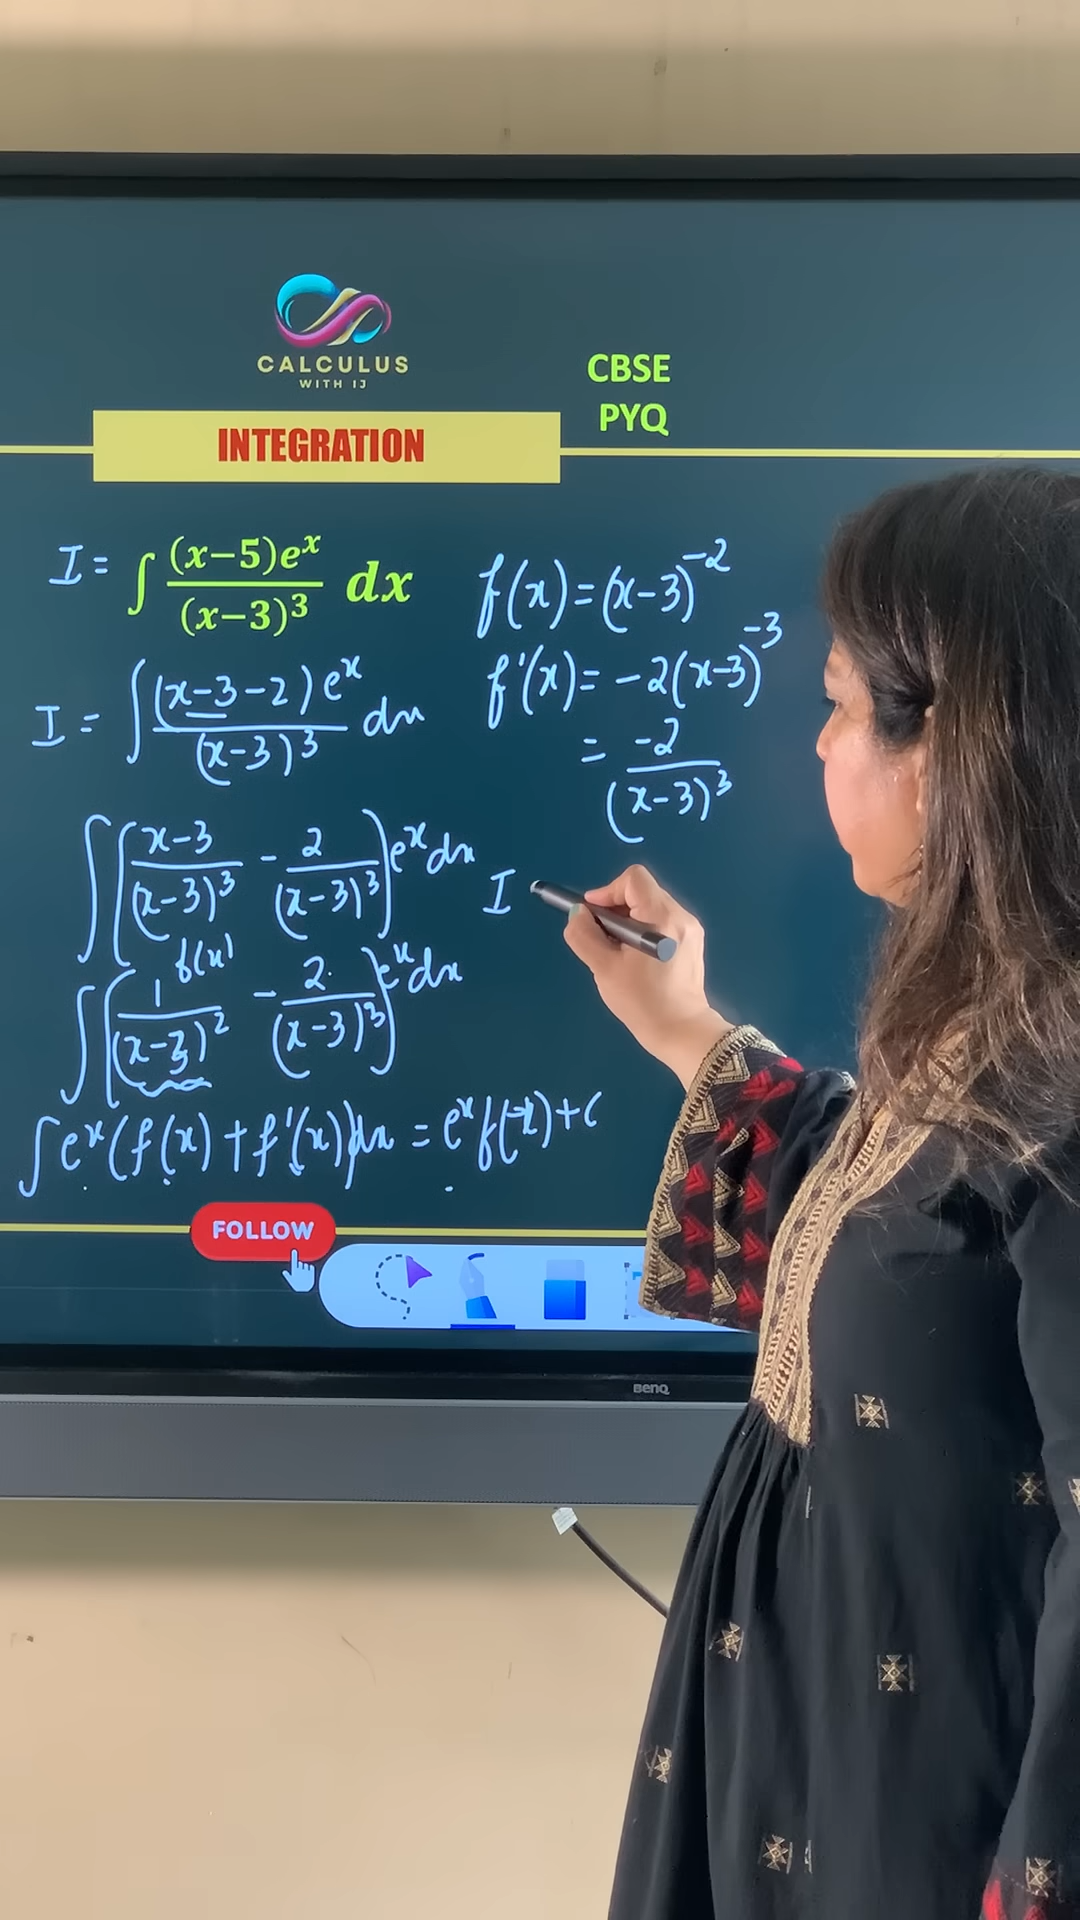 CALCULUS
WITH IJ
CBSE
PYQ
INTEGRATION
I = ∫ (x−5)eˣ / (x−3)³ dx
I = ∫ (x−3−2)eˣ / (x−3)³ dx
∫ ( x−3 / (x−3)³ − 2 / (x−3)³ ) eˣ dx
f(x)
∫ ( 1 / (x−3)² − 2 / (x−3)³ ) eˣ dx
∫ eˣ (f(x) + f'(x)) dx = eˣ f(x) + C
f(x) = (x−3)⁻²
f'(x) = −2(x−3)⁻³
= −2 / (x−3)³
I
FOLLOW
BenQ